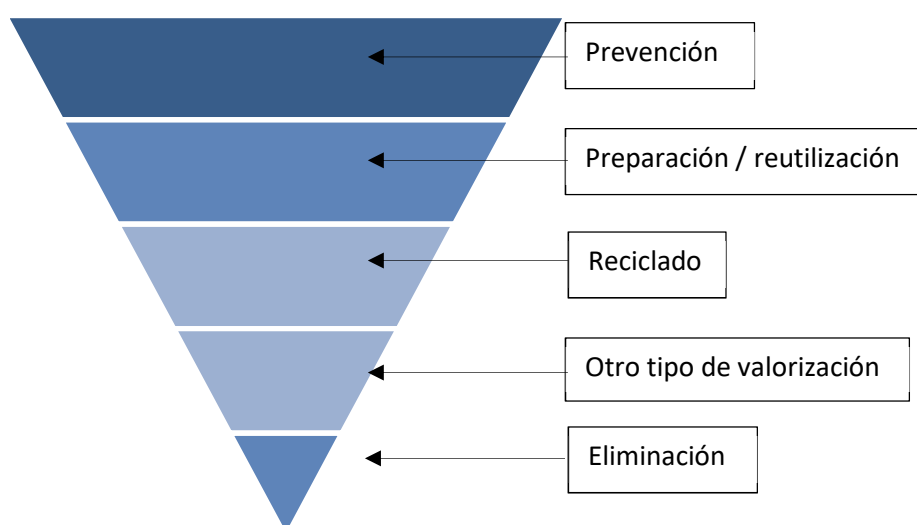 Prevención
Preparación / reutilización
Reciclado
Otro tipo de valorización
Eliminación